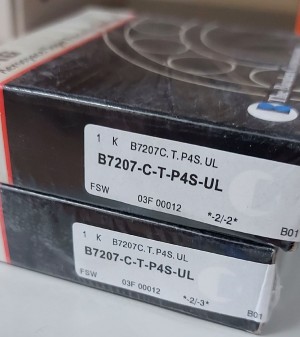 1 K B7207C.T.P4S.UL
B7207-C-T-P4S-UL
FSW 03F 00012 *-2/-2*
B01
1 K B7207C.T.P4S.UL
B7207-C-T-P4S-UL
FSW 03F 00012 *-2/-3*
B01